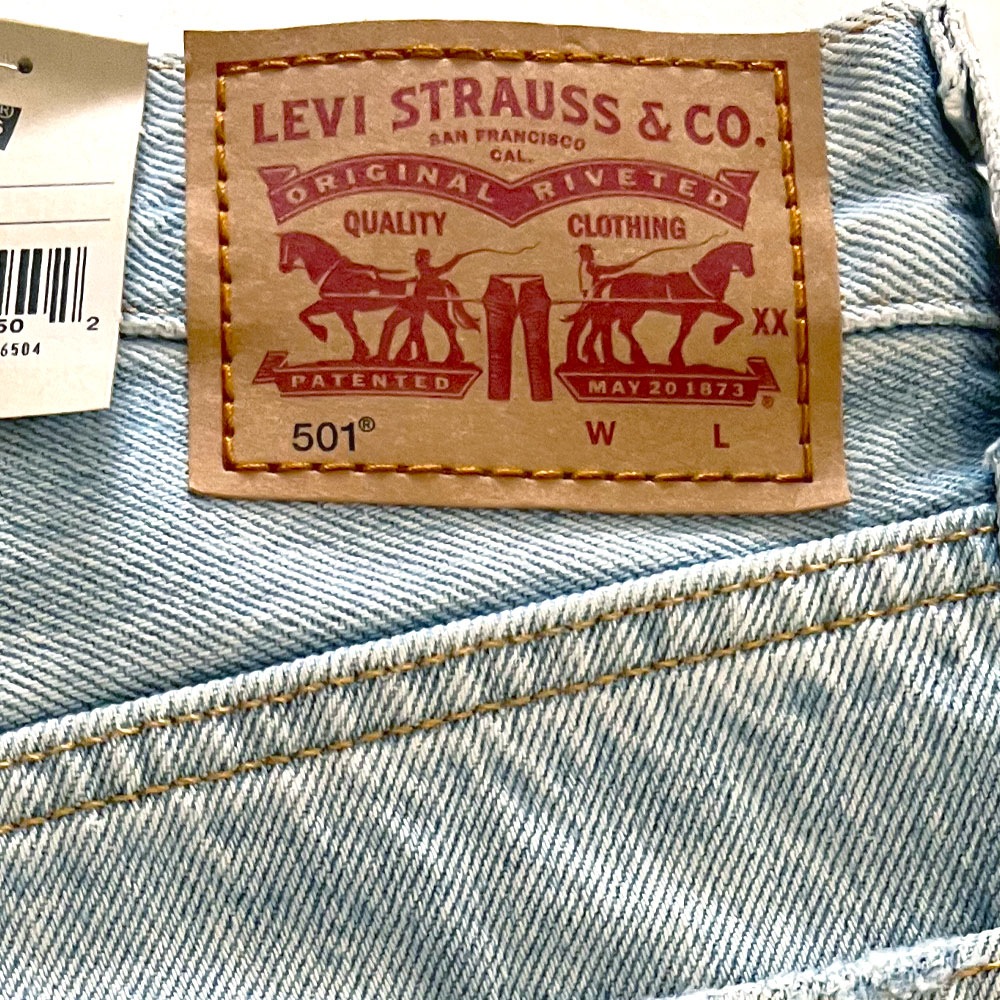 LEVI STRAUSS & CO.
SAN FRANCISCO
CAL.
ORIGINAL RIVETED
QUALITY CLOTHING
XX
PATENTED MAY 20 1873 ®
501® W L
®
S
50 2
6504